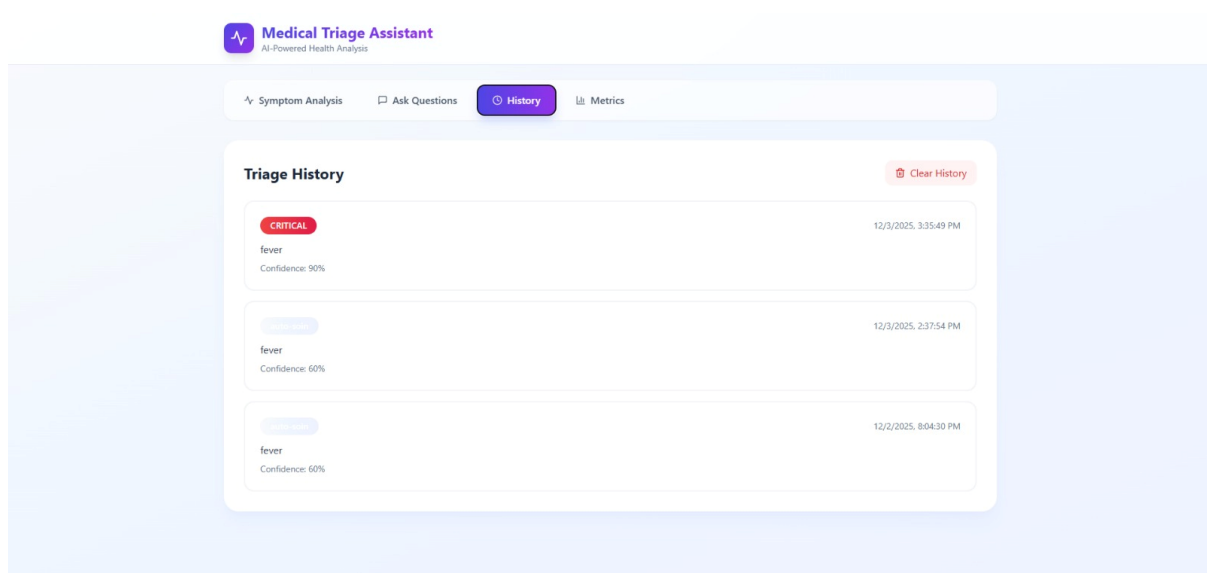 Medical Triage Assistant
AI-Powered Health Analysis
Symptom Analysis
Ask Questions
History
Metrics
Triage History
Clear History
CRITICAL
12/3/2025, 3:35:49 PM
fever
Confidence: 90%
12/3/2025, 2:37:54 PM
fever
Confidence: 60%
12/2/2025, 8:04:30 PM
fever
Confidence: 60%